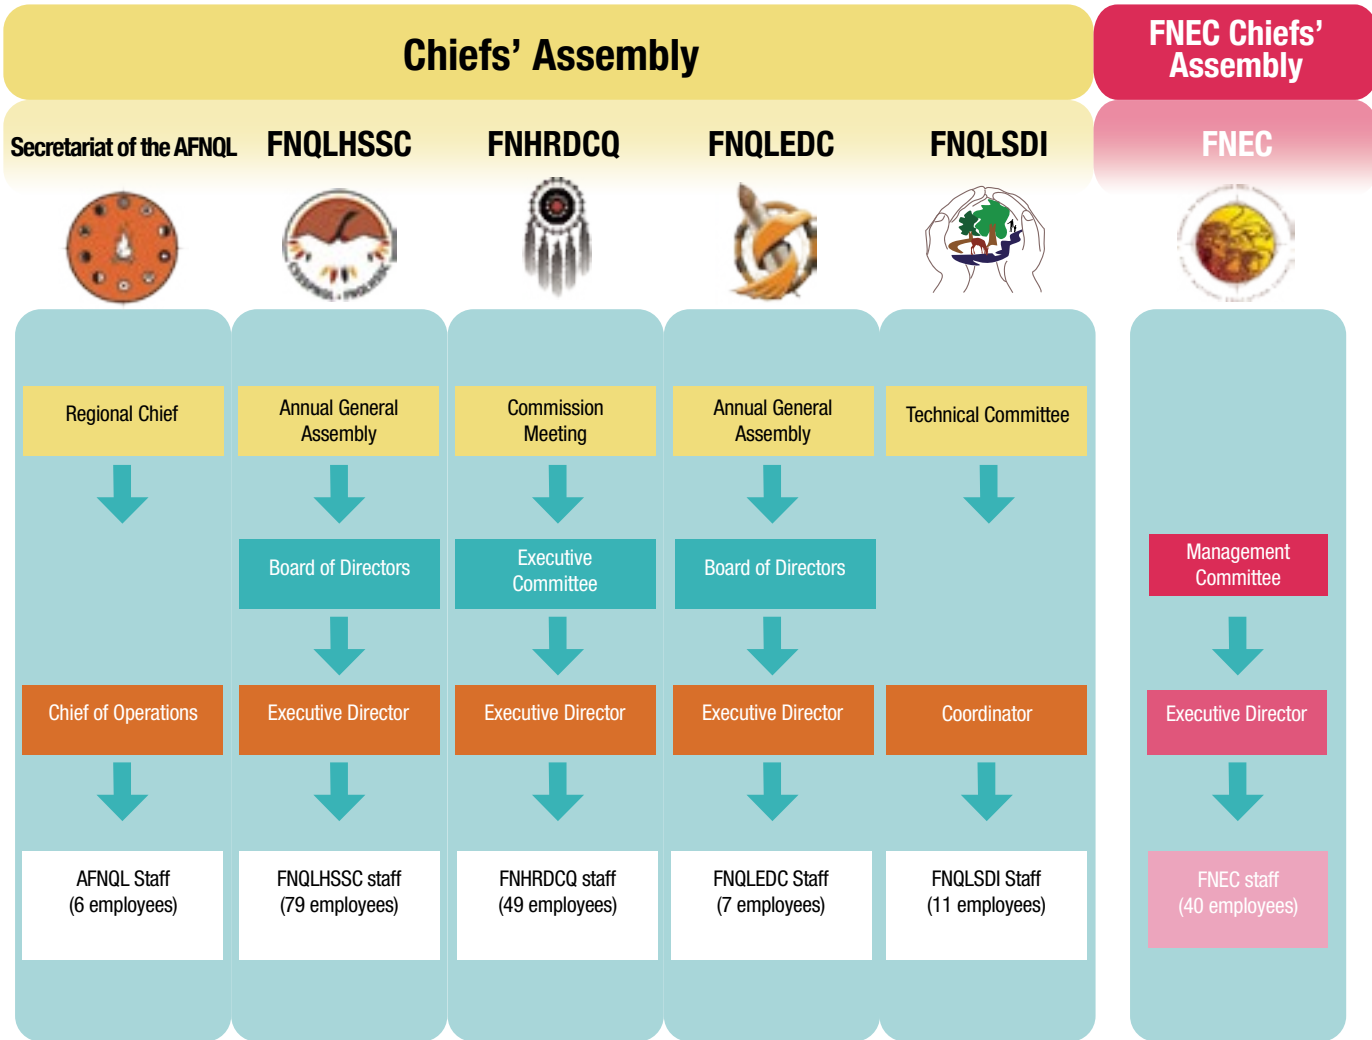 Chiefs' Assembly
FNEC Chiefs'
Assembly
Secretariat of the AFNQL
FNQLHSSC
FNHRDCQ
FNQLEDC
FNQLSDI
FNEC
Regional Chief
Annual General
Assembly
Commission
Meeting
Annual General
Assembly
Technical Committee
Board of Directors
Executive
Committee
Board of Directors
Management
Committee
Chief of Operations
Executive Director
Executive Director
Executive Director
Coordinator
Executive Director
AFNQL Staff
(6 employees)
FNQLHSSC staff
(79 employees)
FNHRDCQ staff
(49 employees)
FNQLEDC Staff
(7 employees)
FNQLSDI Staff
(11 employees)
FNEC staff
(40 employees)